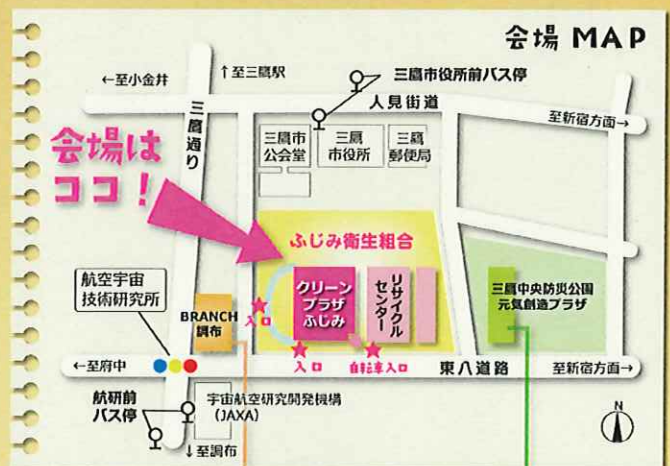 会場 MAP
←至小金井
↑至三鷹駅
三鷹市役所前バス停
人見街道
至新宿方面→
三鷹通り
会場は
ココ！
三鷹市
公会堂
三鷹
市役所
三鷹
郵便局
ふじみ衛生組合
クリーン
プラザ
ふじみ
リサイクル
センター
三鷹中央防災公園
元気創造プラザ
航空宇宙
技術研究所
BRANCH
調布
入口
入口
自転車入口
←至府中
東八道路
至新宿方面→
航研前
バス停
宇宙航空研究開発機構
（JAXA）
↓至調布
N